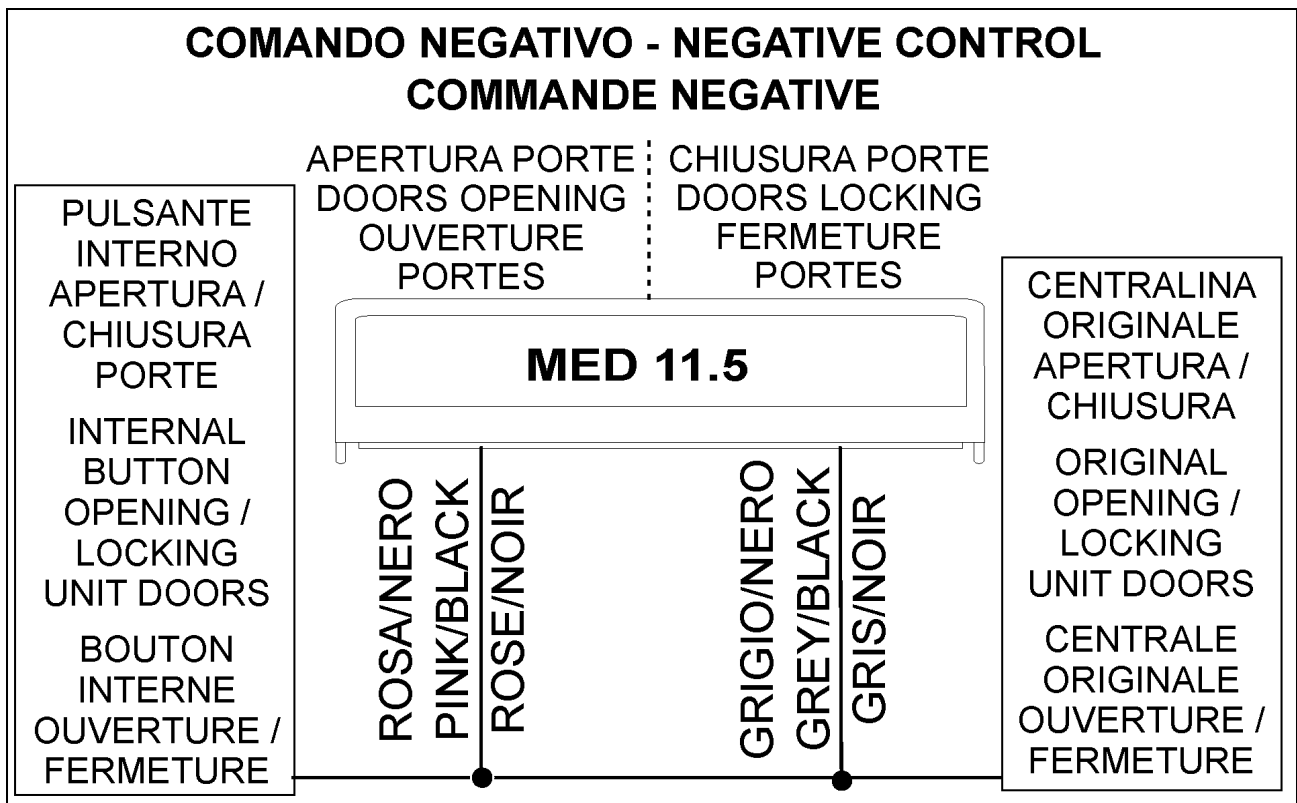 COMANDO NEGATIVO - NEGATIVE CONTROL
COMMANDE NEGATIVE
APERTURA PORTE
DOORS OPENING
OUVERTURE
PORTES
CHIUSURA PORTE
DOORS LOCKING
FERMETURE
PORTES
PULSANTE
INTERNO
APERTURA /
CHIUSURA
PORTE
INTERNAL
BUTTON
OPENING /
LOCKING
UNIT DOORS
BOUTON
INTERNE
OUVERTURE /
FERMETURE
MED 11.5
ROSA/NERO
PINK/BLACK
ROSE/NOIR
GRIGIO/NERO
GREY/BLACK
GRIS/NOIR
CENTRALINA
ORIGINALE
APERTURA /
CHIUSURA
ORIGINAL
OPENING /
LOCKING
UNIT DOORS
CENTRALE
ORIGINALE
OUVERTURE /
FERMETURE